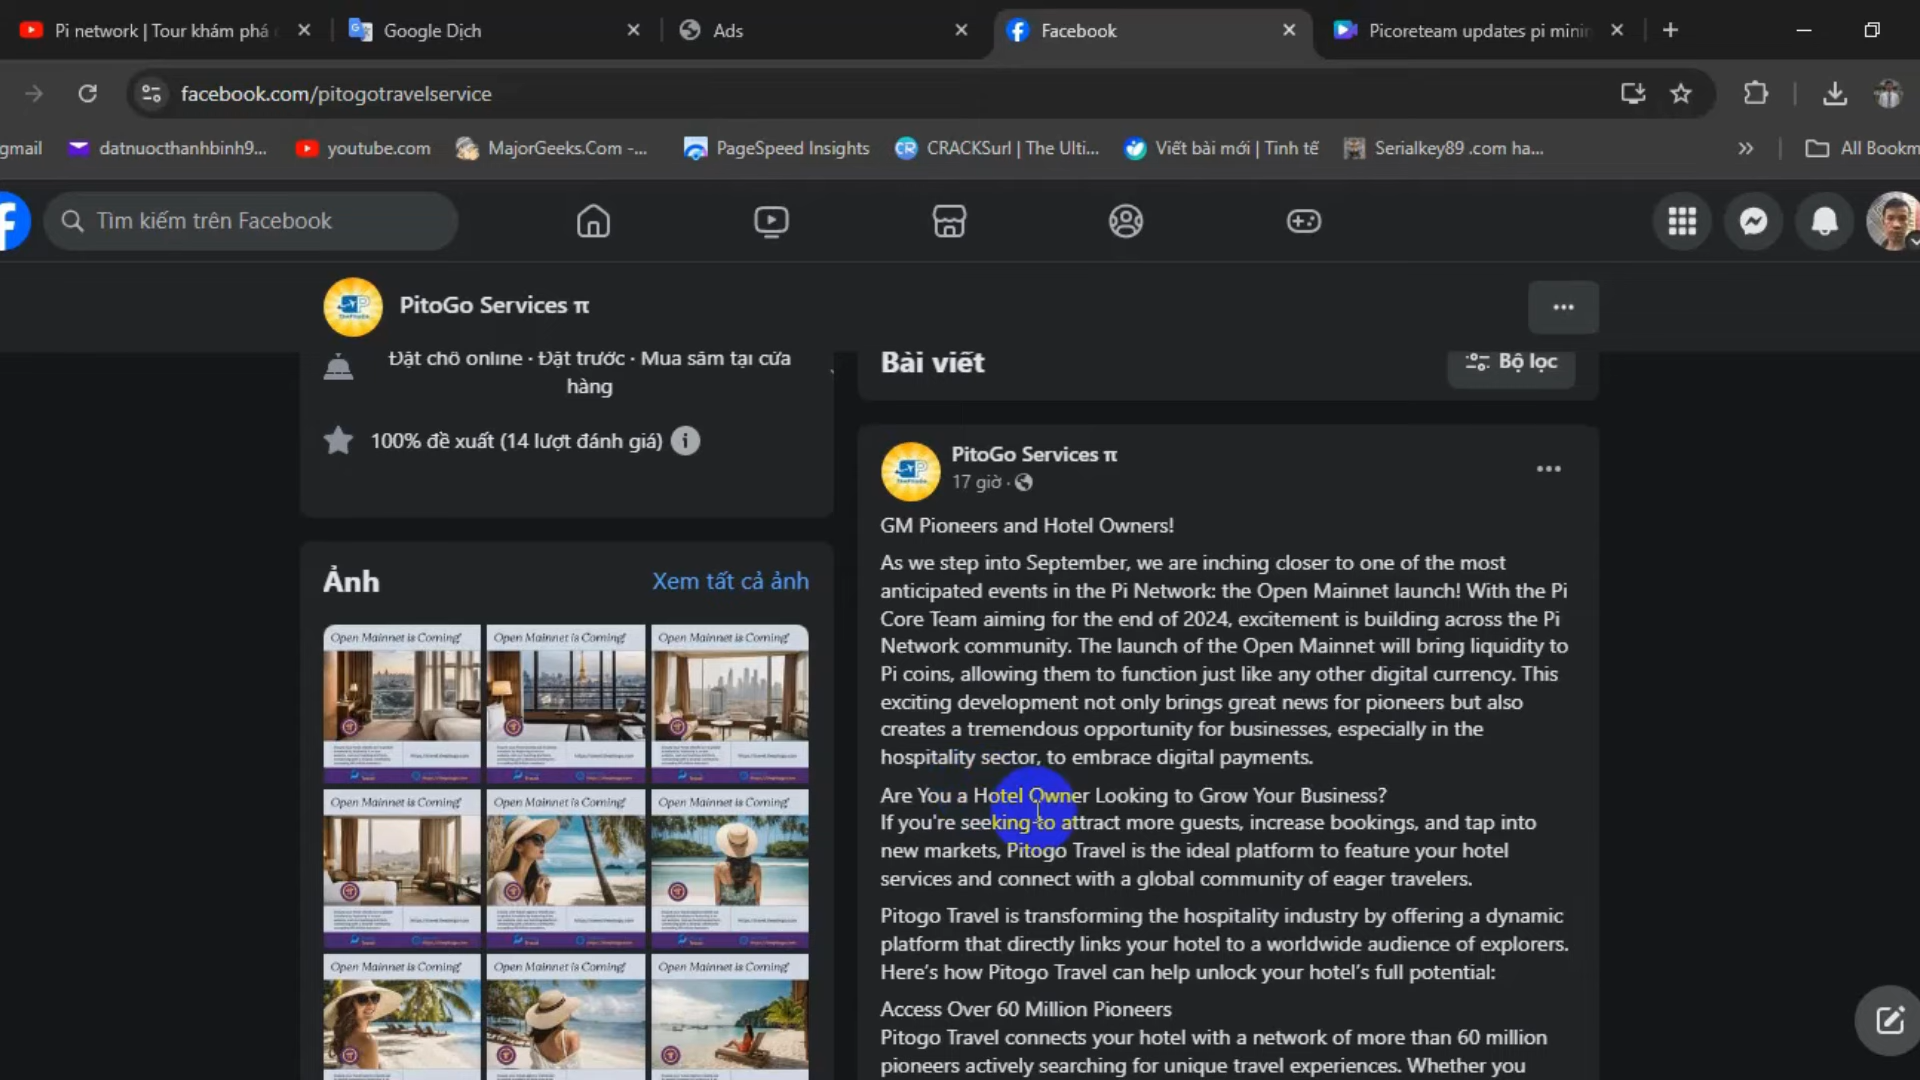 Pi network | Tour khám phá
Google Dịch
Ads
Facebook
Picoreteam updates pi minin
facebook.com/pitogotravelservice
gmail
datnuocthanhbinh9...
youtube.com
MajorGeeks.Com -...
PageSpeed Insights
CRACKSurl | The Ulti...
Viết bài mới | Tinh tế
Serialkey89 .com ha...
All Bookm
Tìm kiếm trên Facebook
PitoGo Services π
Đặt chỗ online · Đặt trước · Mua sắm tại cửa
hàng
100% đề xuất (14 lượt đánh giá)
Ảnh
Xem tất cả ảnh
Open Mainnet is Coming!
Open Mainnet is Coming!
Open Mainnet is Coming!
Open Mainnet is Coming!
Open Mainnet is Coming!
Open Mainnet is Coming!
Open Mainnet is Coming!
Open Mainnet is Coming!
Open Mainnet is Coming!
Bài viết
Bộ lọc
PitoGo Services π
17 giờ ·
GM Pioneers and Hotel Owners!
As we step into September, we are inching closer to one of the most
anticipated events in the Pi Network: the Open Mainnet launch! With the Pi
Core Team aiming for the end of 2024, excitement is building across the Pi
Network community. The launch of the Open Mainnet will bring liquidity to
Pi coins, allowing them to function just like any other digital currency. This
exciting development not only brings great news for pioneers but also
creates a tremendous opportunity for businesses, especially in the
hospitality sector, to embrace digital payments.
Are You a Hotel Owner Looking to Grow Your Business?
If you're seeking to attract more guests, increase bookings, and tap into
new markets, Pitogo Travel is the ideal platform to feature your hotel
services and connect with a global community of eager travelers.
Pitogo Travel is transforming the hospitality industry by offering a dynamic
platform that directly links your hotel to a worldwide audience of explorers.
Here's how Pitogo Travel can help unlock your hotel's full potential:
Access Over 60 Million Pioneers
Pitogo Travel connects your hotel with a network of more than 60 million
pioneers actively searching for unique travel experiences. Whether you